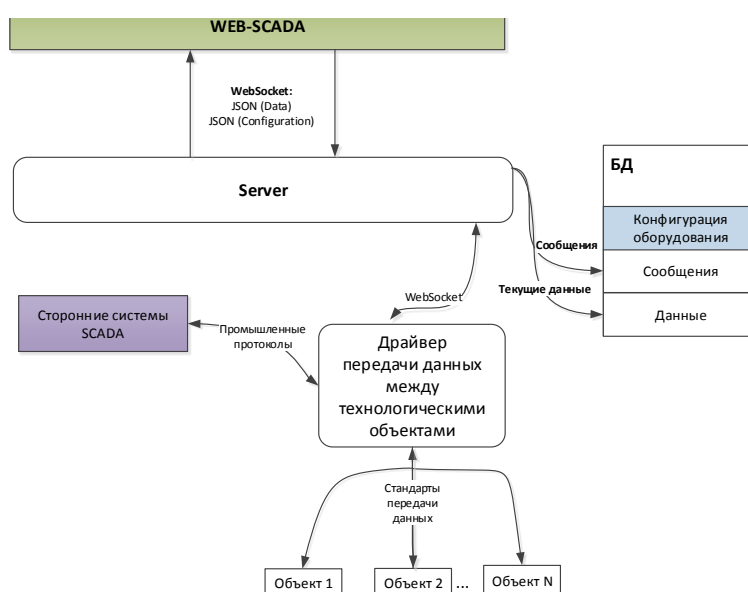 WEB-SCADA
WebSocket:
JSON (Data)
JSON (Configuration)
Server
БД
Конфигурация
оборудования
Сообщения
Данные
Сообщения
Текущие данные
WebSocket
Сторонние системы
SCADA
Промышленные
протоколы
Драйвер
передачи данных
между
технологическими
объектами
Стандарты
передачи
данных
Объект 1
Объект 2
...
Объект N